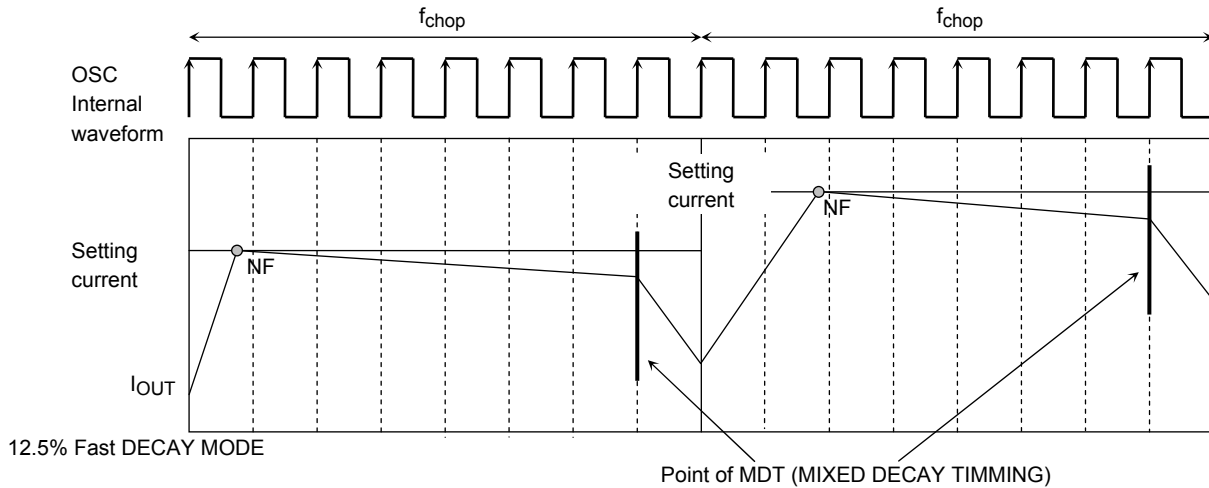 fchop
fchop
OSC
Internal
waveform
Setting
current
NF
Setting
current
NF
IOUT
12.5% Fast DECAY MODE
Point of MDT (MIXED DECAY TIMMING)